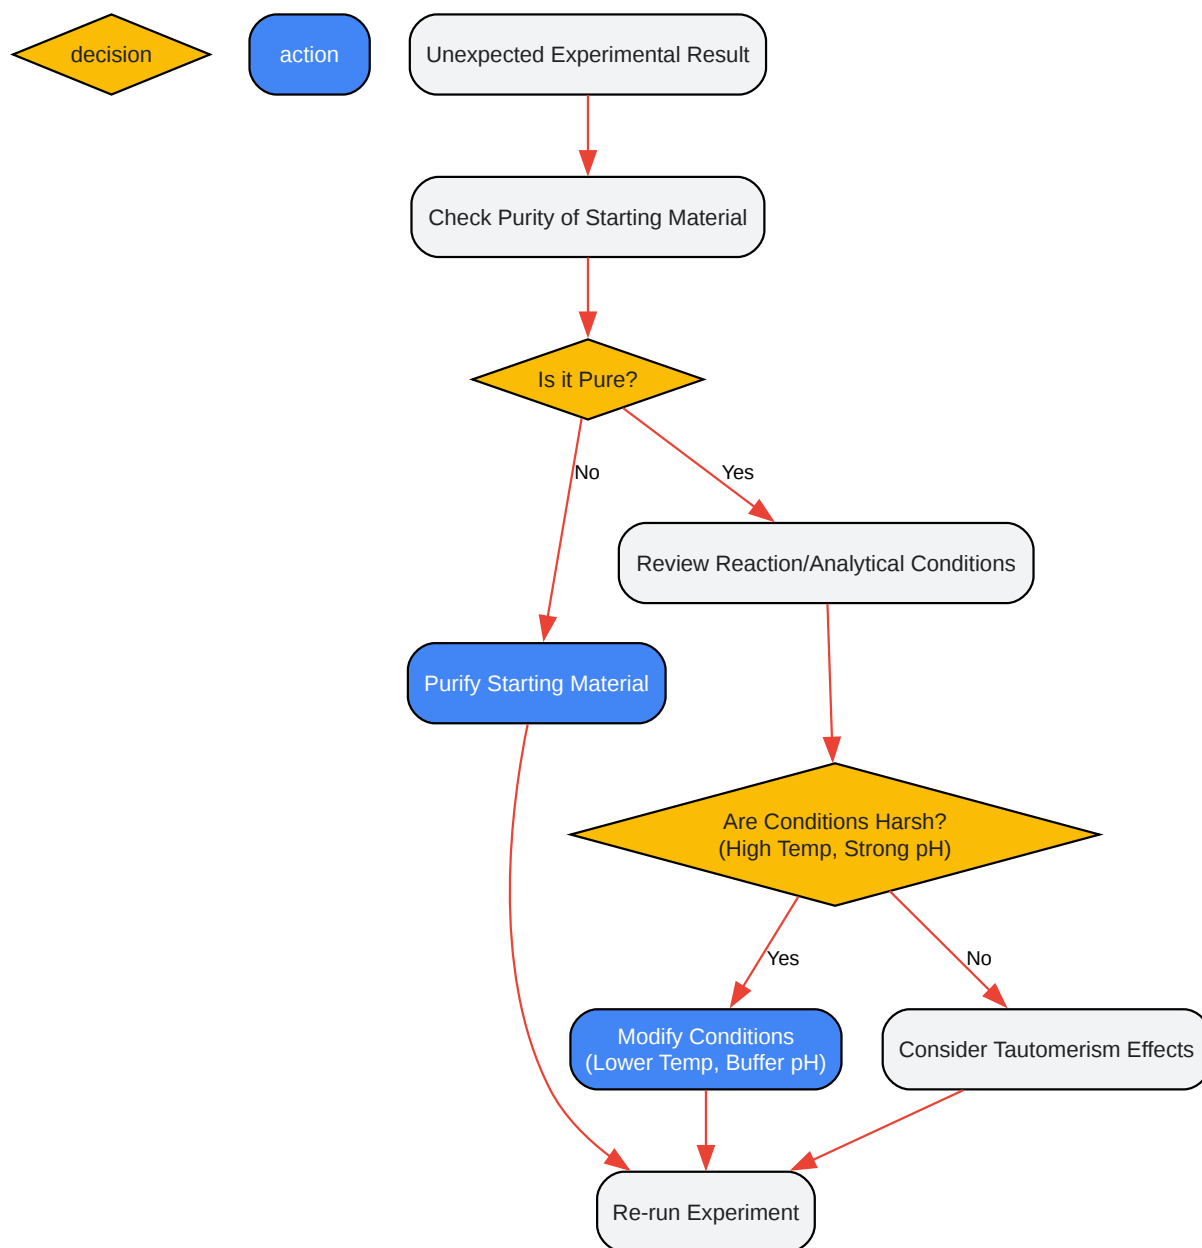 decision
action
Unexpected Experimental Result
Check Purity of Starting Material
Is it Pure?
No
Yes
Review Reaction/Analytical Conditions
Purify Starting Material
Are Conditions Harsh?
(High Temp, Strong pH)
Yes
No
Modify Conditions
(Lower Temp, Buffer pH)
Consider Tautomerism Effects
Re-run Experiment